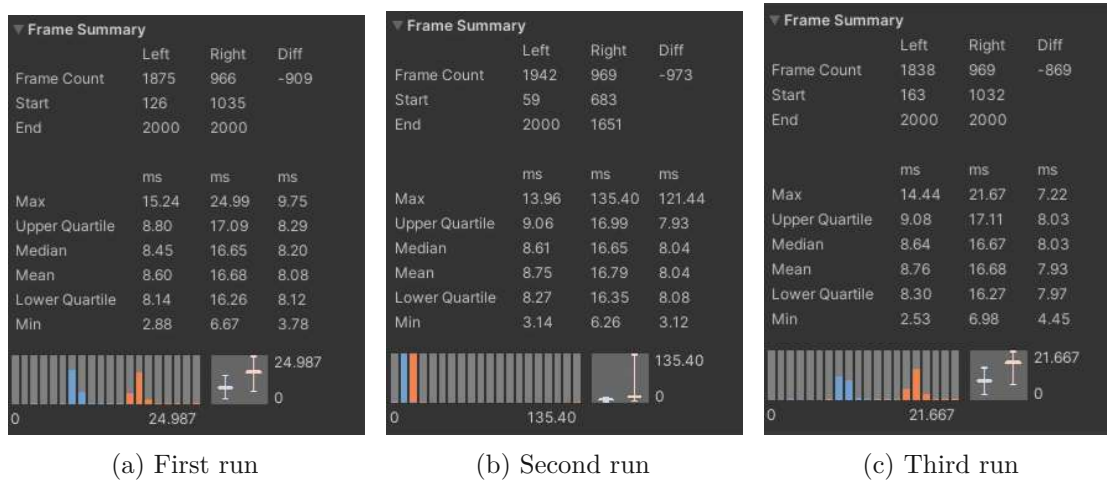 ▼ Frame Summary
Left Right Diff
Frame Count 1875 966 -909
Start 126 1035
End 2000 2000
ms ms ms
Max 15.24 24.99 9.75
Upper Quartile 8.80 17.09 8.29
Median 8.45 16.65 8.20
Mean 8.60 16.68 8.08
Lower Quartile 8.14 16.26 8.12
Min 2.88 6.67 3.78
24.987
0
0 24.987
(a) First run
▼ Frame Summary
Left Right Diff
Frame Count 1942 969 -973
Start 59 683
End 2000 1651
ms ms ms
Max 13.96 135.40 121.44
Upper Quartile 9.06 16.99 7.93
Median 8.61 16.65 8.04
Mean 8.75 16.79 8.04
Lower Quartile 8.27 16.35 8.08
Min 3.14 6.26 3.12
135.40
0
0 135.40
(b) Second run
▼ Frame Summary
Left Right Diff
Frame Count 1838 969 -869
Start 163 1032
End 2000 2000
ms ms ms
Max 14.44 21.67 7.22
Upper Quartile 9.08 17.11 8.03
Median 8.64 16.67 8.03
Mean 8.76 16.68 7.93
Lower Quartile 8.30 16.27 7.97
Min 2.53 6.98 4.45
21.667
0
0 21.667
(c) Third run